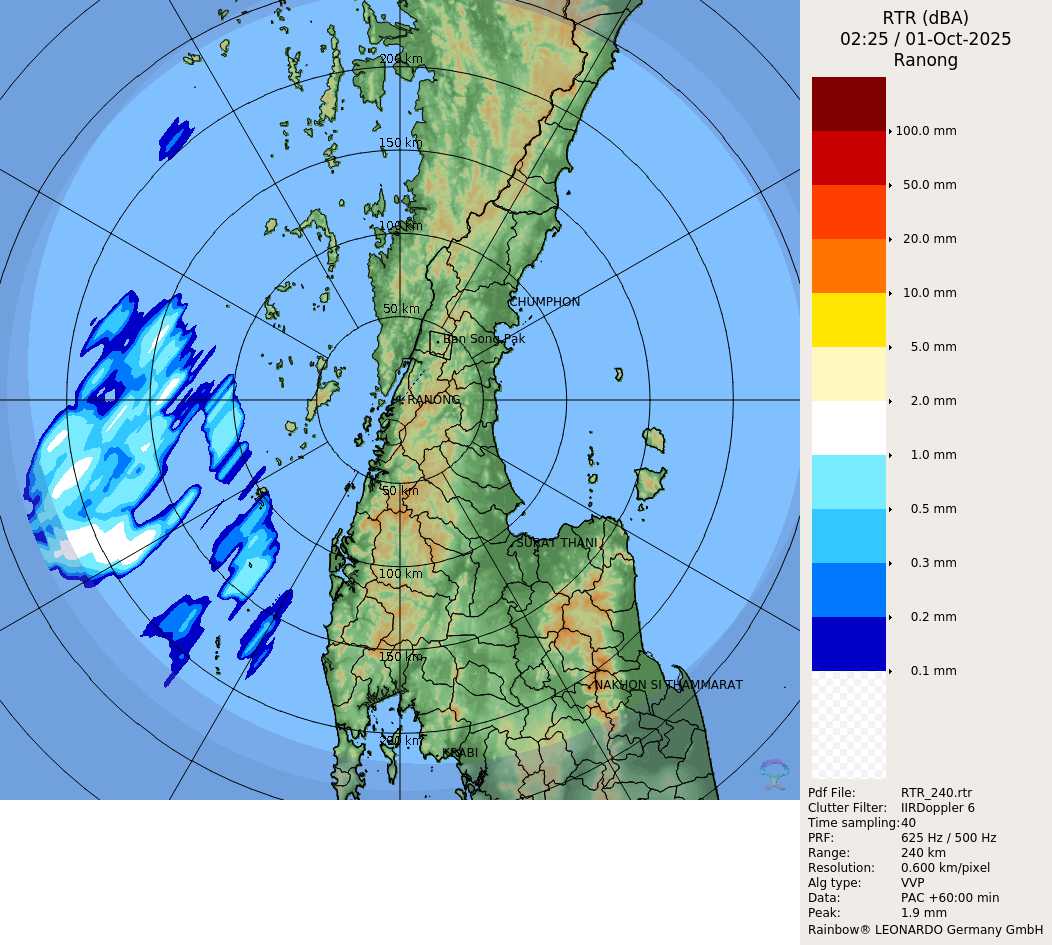 RTR (dBA)
02:25 / 01-Oct-2025
Ranong
100.0 mm
50.0 mm
20.0 mm
10.0 mm
5.0 mm
2.0 mm
1.0 mm
0.5 mm
0.3 mm
0.2 mm
0.1 mm
200 km
150 km
100 km
50 km
CHUMPHON
Ban Song Pak
RANONG
50 km
SURAT THANI
100 km
150 km
NAKHON SI THAMMARAT
200 km
KRABI
Pdf File: RTR_240.rtr
Clutter Filter: IIRDoppler 6
Time sampling: 40
PRF: 625 Hz / 500 Hz
Range: 240 km
Resolution: 0.600 km/pixel
Alg type: VVP
Data: PAC +60:00 min
Peak: 1.9 mm
Rainbow® LEONARDO Germany GmbH